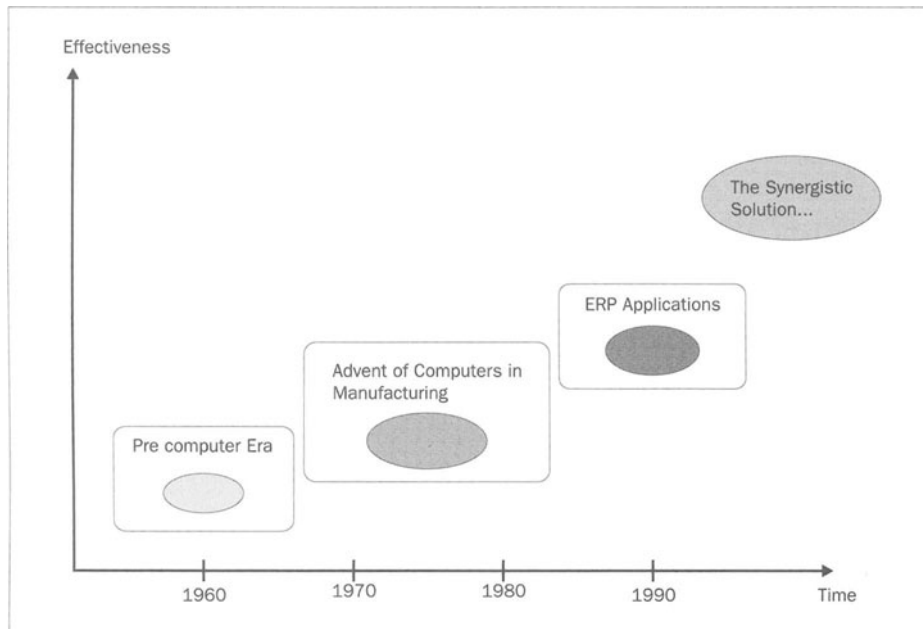 Effectiveness
The Synergistic
Solution...
ERP Applications
Advent of Computers in
Manufacturing
Pre computer Era
1960
1970
1980
1990
Time